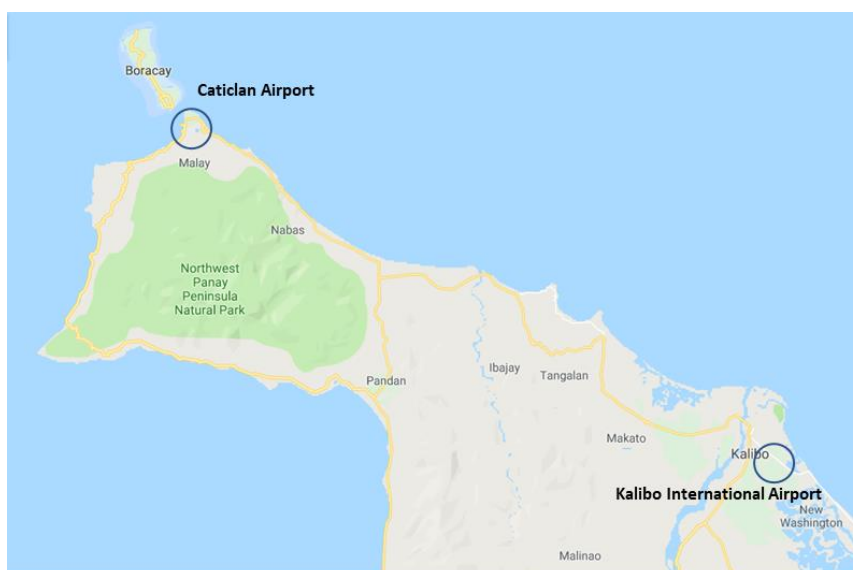 Boracay
Caticlan Airport
Malay
Nabas
Northwest
Panay
Peninsula
Natural Park
Ibajay
Tangalan
Pandan
Makato
Kalibo
Kalibo International Airport
New
Washington
Malinao